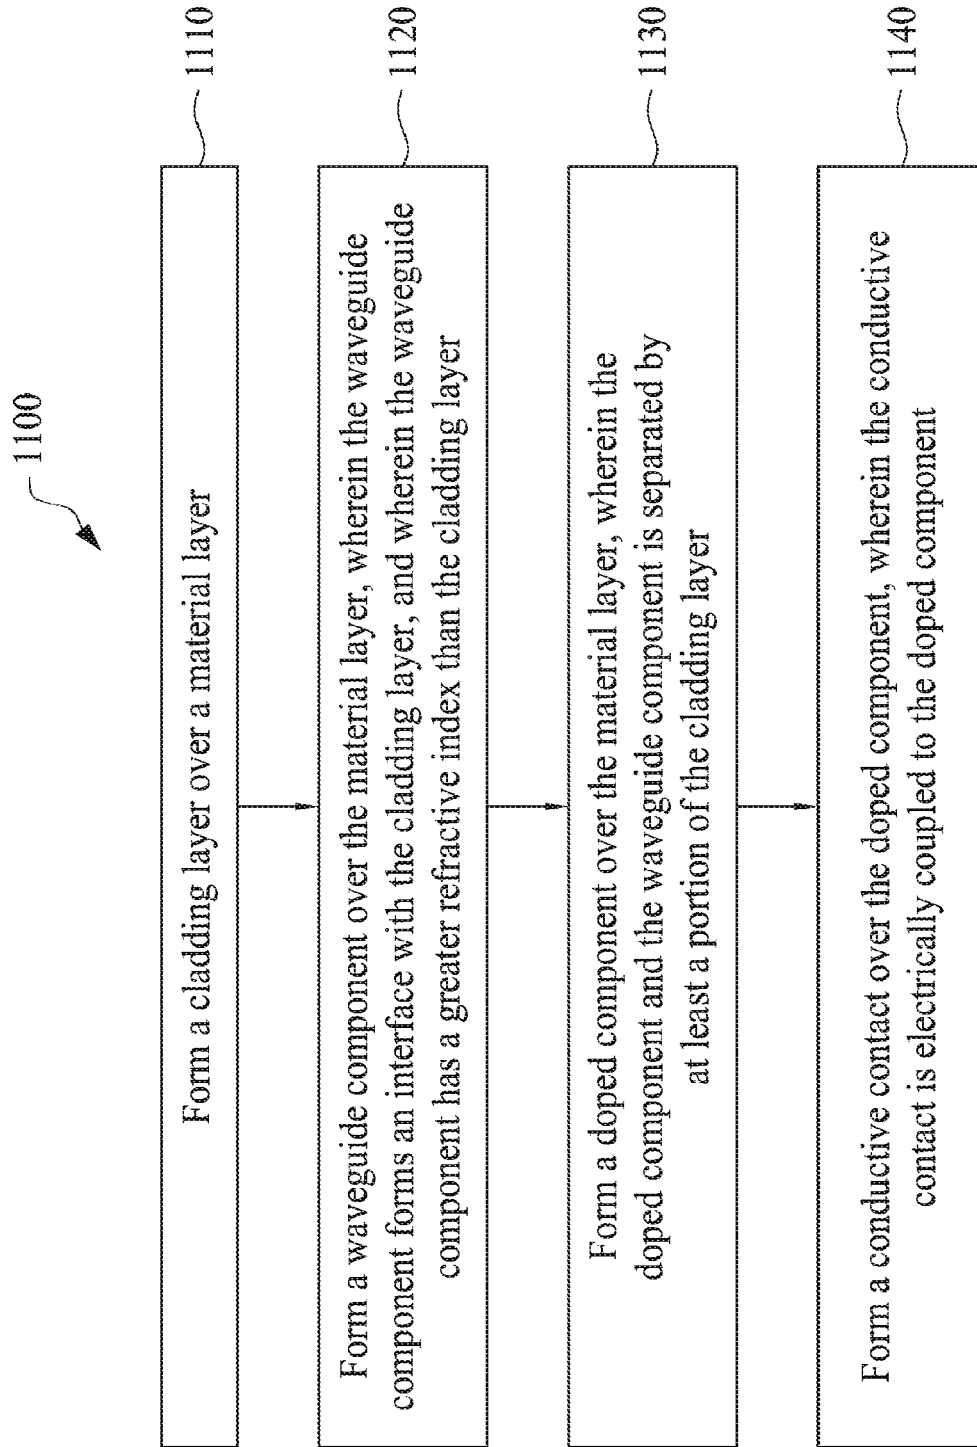 1100
Form a cladding layer over a material layer
1110
Form a waveguide component over the material layer, wherein the waveguide
component forms an interface with the cladding layer, and wherein the waveguide
component has a greater refractive index than the cladding layer
1120
Form a doped component over the material layer, wherein the
doped component and the waveguide component is separated by
at least a portion of the cladding layer
1130
Form a conductive contact over the doped component, wherein the conductive
contact is electrically coupled to the doped component
1140